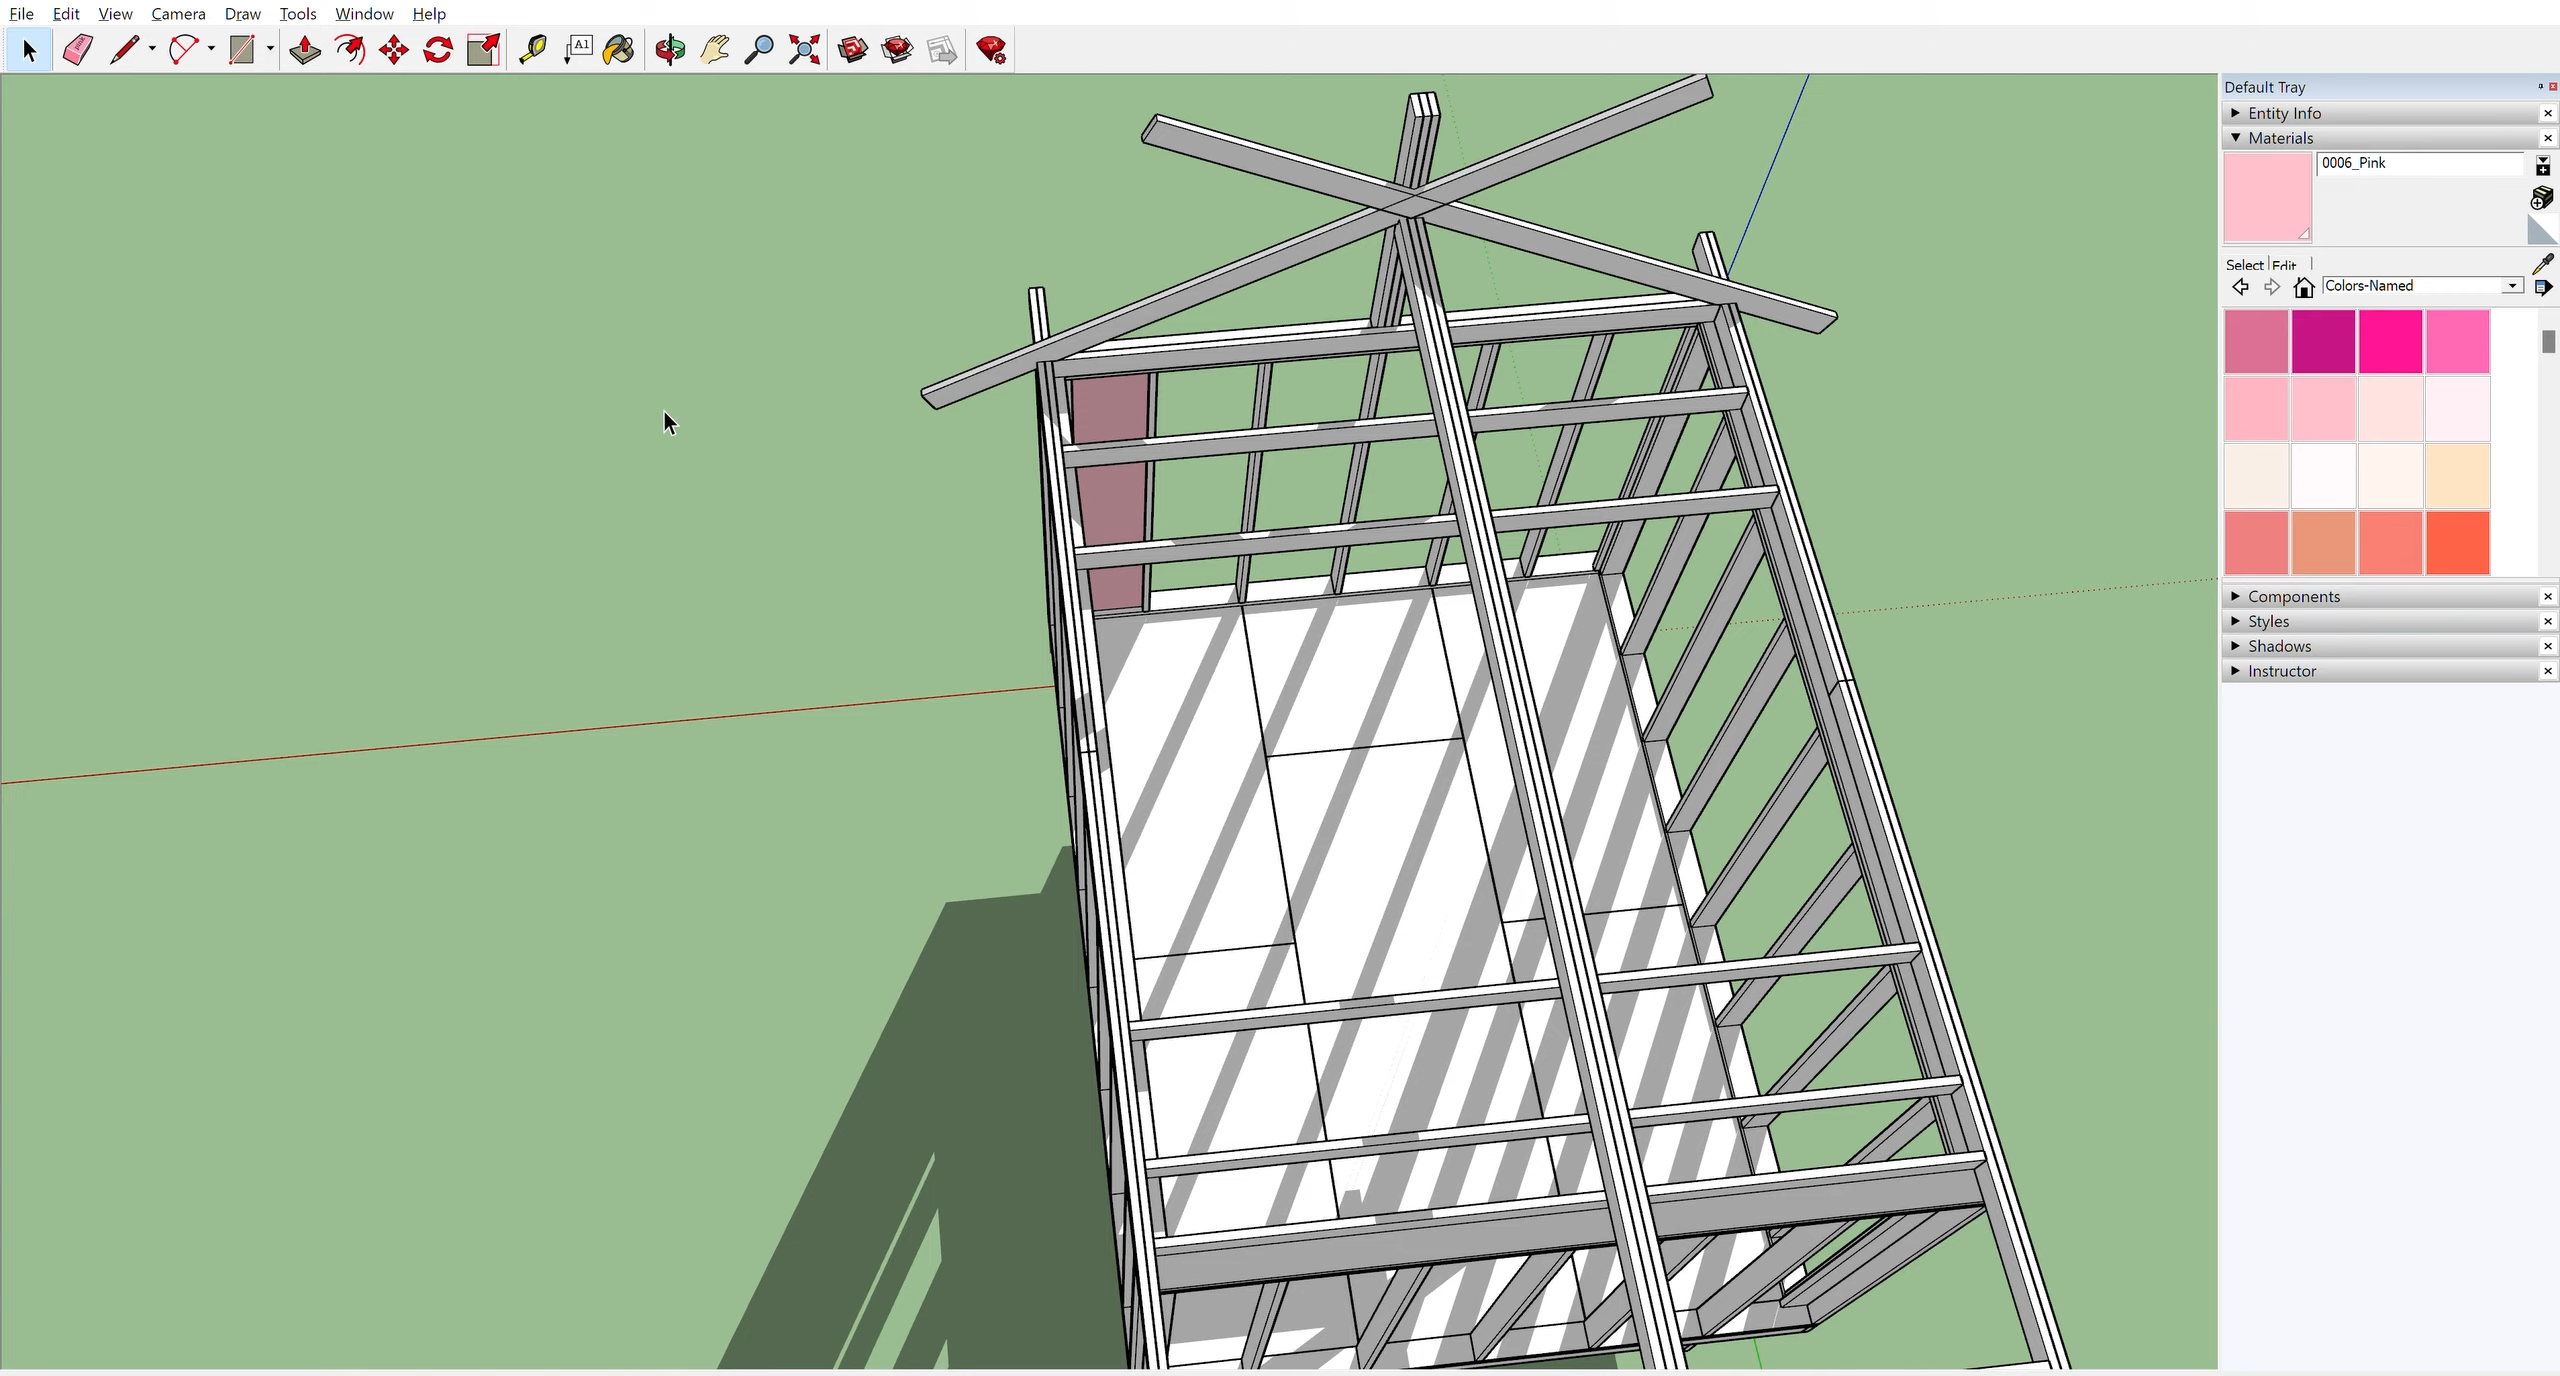 File Edit View Camera Draw Tools Window Help
A1
Default Tray
Entity Info
Materials
0006_Pink
Select Edit
Colors-Named
Components
Styles
Shadows
Instructor